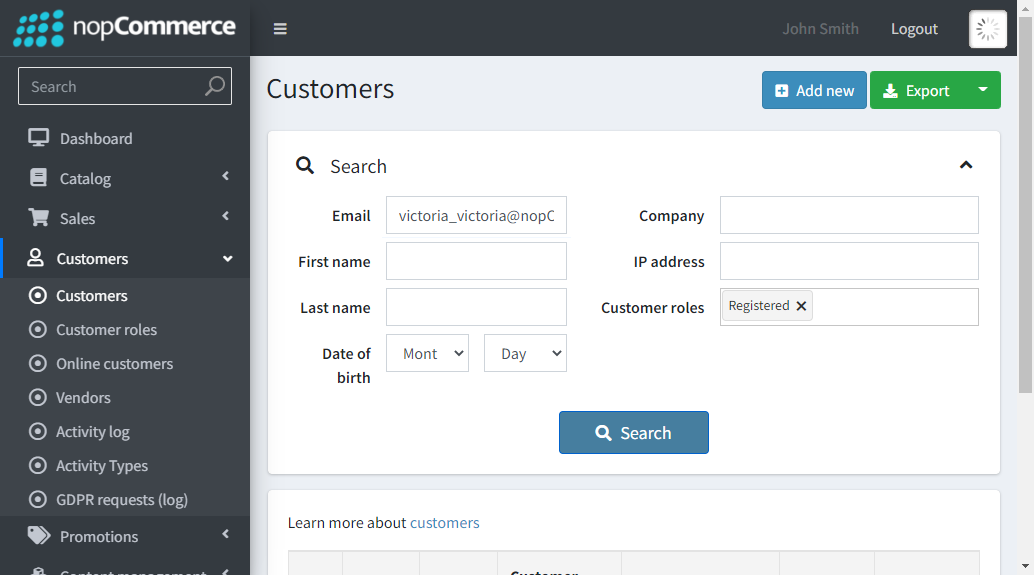 nopCommerce
John Smith
Logout
Search
Dashboard
Catalog
Sales
Customers
Customers
Customer roles
Online customers
Vendors
Activity log
Activity Types
GDPR requests (log)
Promotions
Content management
Customers
Add new
Export
Search
Email
victoria_victoria@nopC
Company
First name
IP address
Last name
Customer roles
Registered
Date of
birth
Mont
Day
Search
Learn more about customers
Customer